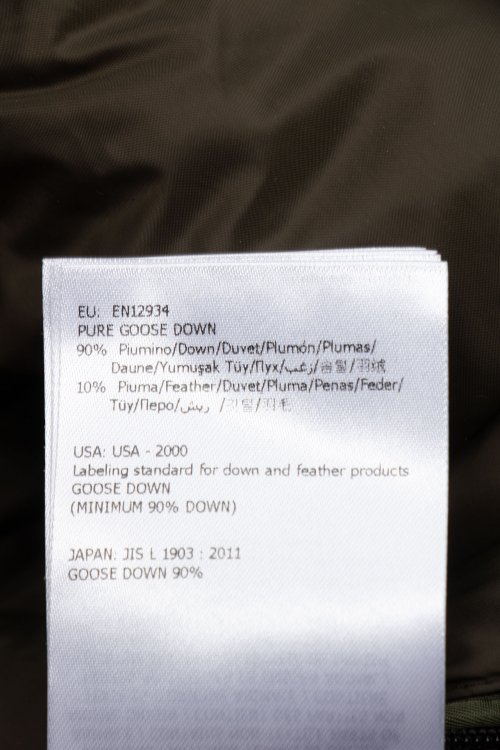 EU: EN12934
PURE GOOSE DOWN
90% Piumino/Down/Duvet/Plumón/Plumas/
Daune/Yumuşak Tüy/Пух/زغب/솜털/羽绒
10% Piuma/Feather/Duvet/Pluma/Penas/Feder/
Tüy/Перо/ريش /깃털/羽毛
USA: USA - 2000
Labeling standard for down and feather products
GOOSE DOWN
(MINIMUM 90% DOWN)
JAPAN: JIS L 1903 : 2011
GOOSE DOWN 90%